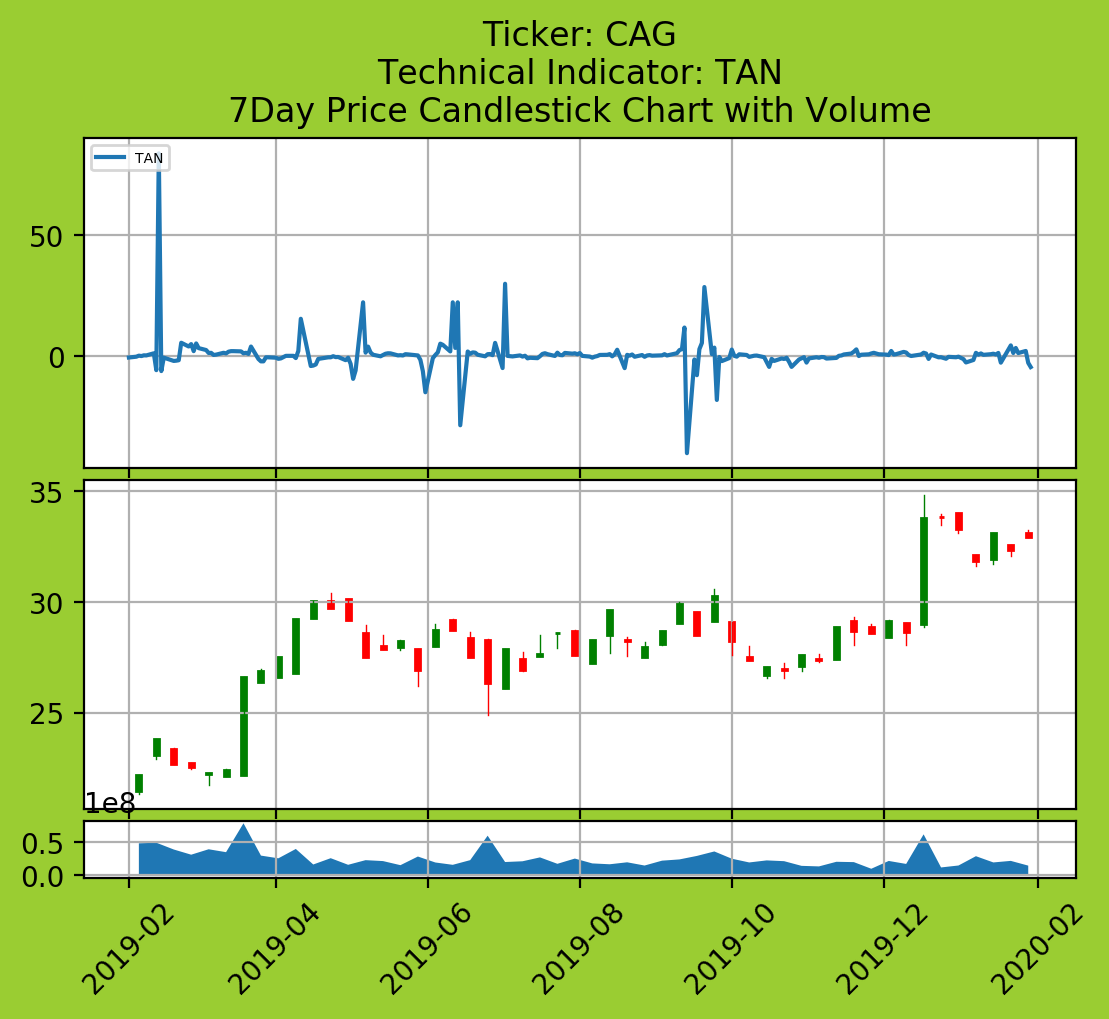 Ticker: CAG
Technical Indicator: TAN
7Day Price Candlestick Chart with Volume
TAN
50
0
35
30
25
1e8
0.5
0.0
2019-02
2019-04
2019-06
2019-08
2019-10
2019-12
2020-02